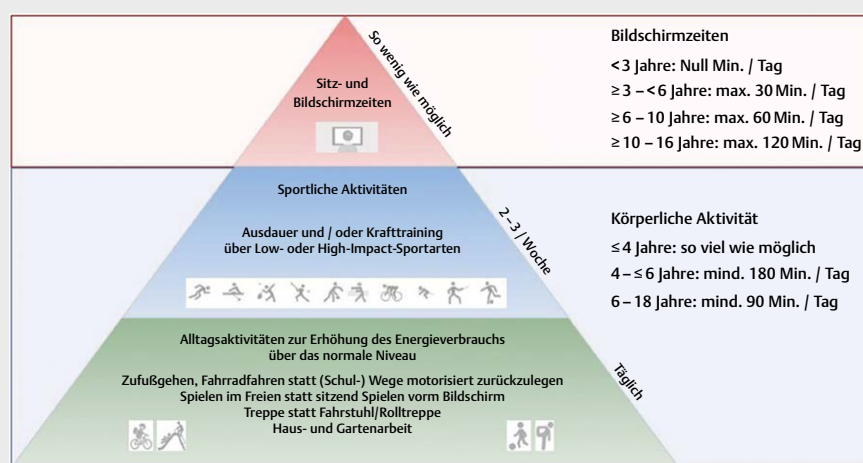 So wenig wie möglich
Sitz- und
Bildschirmzeiten
Bildschirmzeiten
<3 Jahre: Null Min. / Tag
≥3 – <6 Jahre: max. 30 Min. / Tag
≥6 – 10 Jahre: max. 60 Min. / Tag
≥10 – 16 Jahre: max. 120 Min. / Tag
Sportliche Aktivitäten
Ausdauer und / oder Krafttraining
über Low- oder High-Impact-Sportarten
2 – 3 / Woche
Körperliche Aktivität
≤4 Jahre: so viel wie möglich
4 – ≤6 Jahre: mind. 180 Min. / Tag
6 – 18 Jahre: mind. 90 Min. / Tag
Alltagsaktivitäten zur Erhöhung des Energieverbrauchs
über das normale Niveau
Zufußgehen, Fahrradfahren statt (Schul-) Wege motorisiert zurückzulegen
Spielen im Freien statt sitzend Spielen vorm Bildschirm
Treppe statt Fahrstuhl/Rolltreppe
Haus- und Gartenarbeit
Täglich